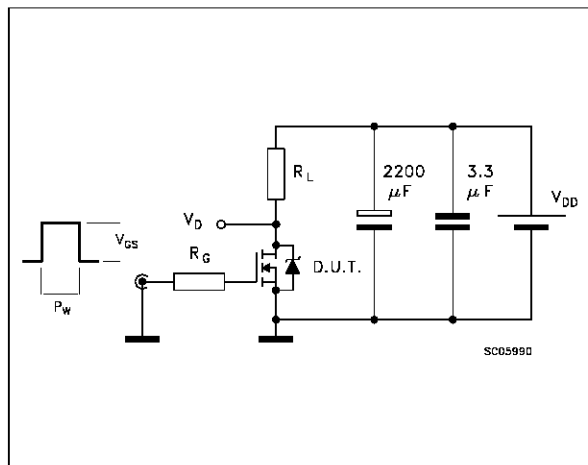 2200
μF
3.3
μF
R L
V DD
V D
V GS
R G
D.U.T.
P W
SC05990